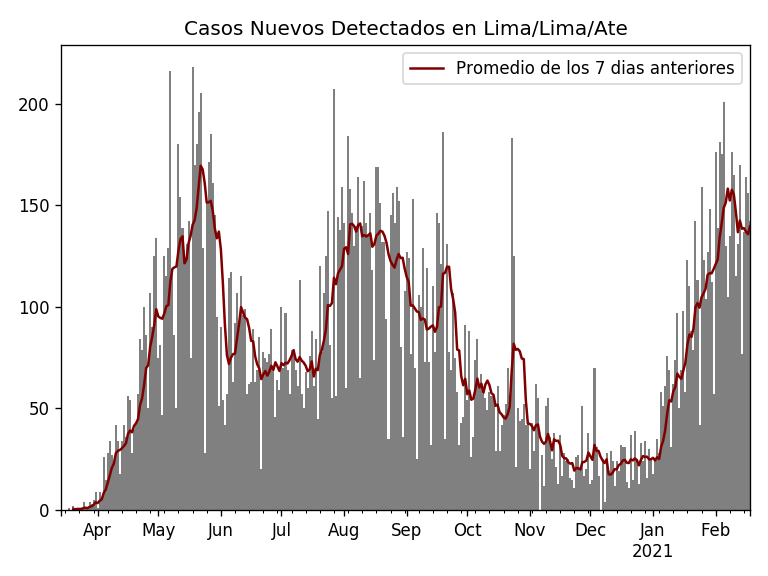 Casos Nuevos Detectados en Lima/Lima/Ate
Promedio de los 7 dias anteriores
200
150
100
50
0
Apr May Jun Jul Aug Sep Oct Nov Dec Jan Feb
2021